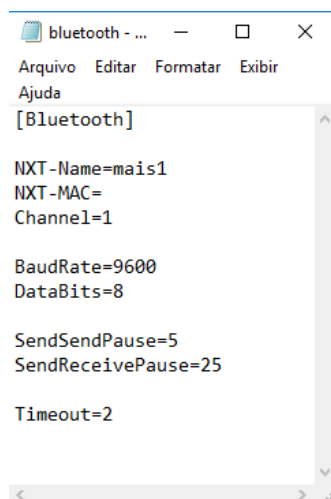 bluetooth - ...
Arquivo Editar Formatar Exibir
Ajuda
[Bluetooth]
NXT-Name=mais1
NXT-MAC=
Channel=1
BaudRate=9600
DataBits=8
SendSendPause=5
SendReceivePause=25
Timeout=2